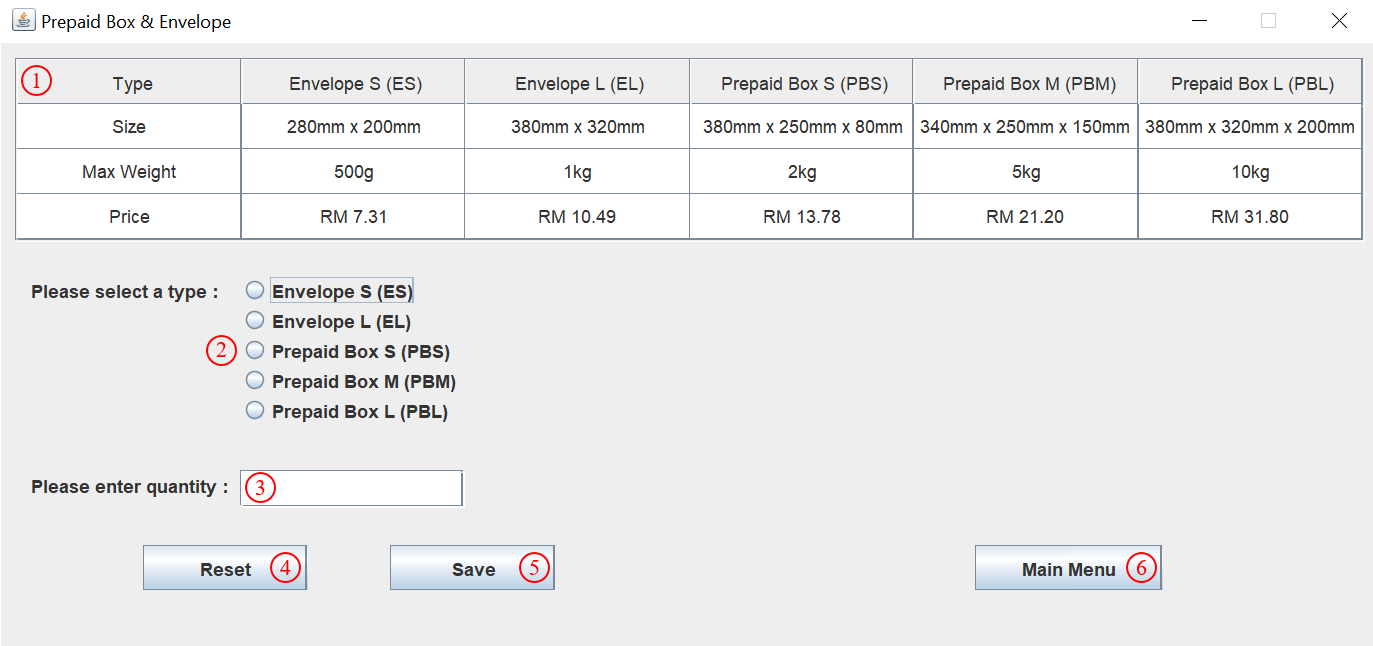 Prepaid Box & Envelope
1 Type Envelope S (ES) Envelope L (EL) Prepaid Box S (PBS) Prepaid Box M (PBM) Prepaid Box L (PBL)
Size 280mm x 200mm 380mm x 320mm 380mm x 250mm x 80mm 340mm x 250mm x 150mm 380mm x 320mm x 200mm
Max Weight 500g 1kg 2kg 5kg 10kg
Price RM 7.31 RM 10.49 RM 13.78 RM 21.20 RM 31.80
Please select a type : Envelope S (ES)
Envelope L (EL)
2 Prepaid Box S (PBS)
Prepaid Box M (PBM)
Prepaid Box L (PBL)
Please enter quantity : 3
Reset 4 Save 5 Main Menu 6